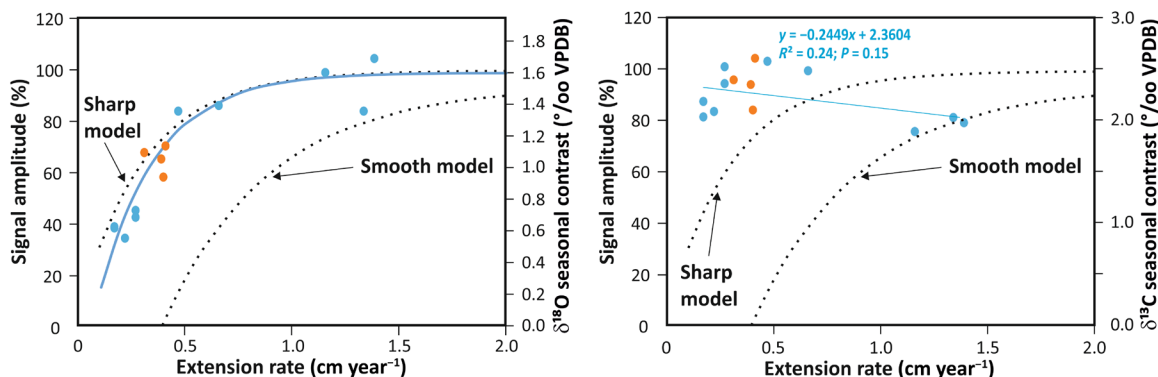 120
100
80
60
40
20
0
Signal amplitude (%)
Sharp
model
Smooth model
1.8
1.6
1.4
1.2
1.0
0.8
0.6
0.4
0.2
0.0
δ¹⁸O seasonal contrast (°/oo VPDB)
0
0.5
1.0
1.5
2.0
Extension rate (cm year⁻¹)
120
100
80
60
40
20
0
Signal amplitude (%)
y = −0.2449x + 2.3604
R² = 0.24; P = 0.15
Smooth model
Sharp
model
3.0
2.0
1.0
0.0
δ¹³C seasonal contrast (°/oo VPDB)
0
0.5
1.0
1.5
2.0
Extension rate (cm year⁻¹)